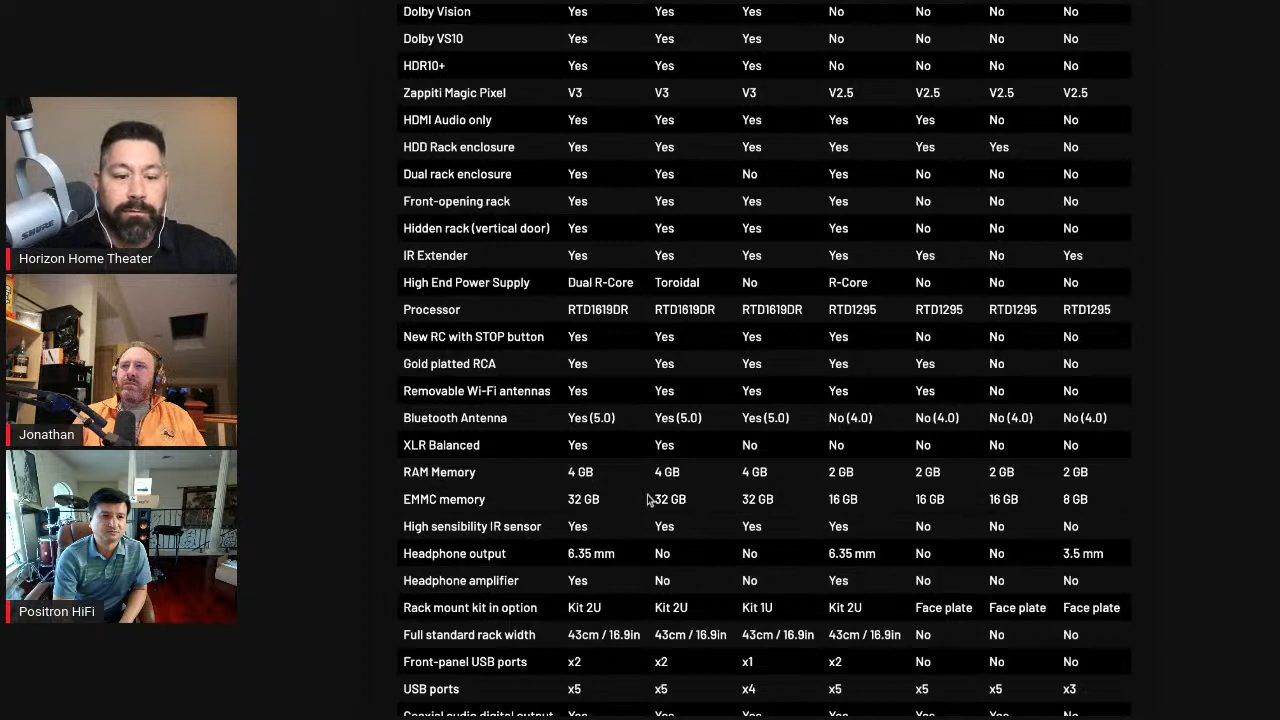 Dolby Vision Yes Yes Yes No No No No
Dolby VS10 Yes Yes Yes No No No No
HDR10+ Yes Yes Yes No No No No
Zappiti Magic Pixel V3 V3 V3 V2.5 V2.5 V2.5 V2.5
HDMI Audio only Yes Yes Yes Yes Yes No No
HDD Rack enclosure Yes Yes Yes Yes Yes Yes No
Dual rack enclosure Yes Yes No Yes No No No
Front-opening rack Yes Yes Yes Yes No No No
Hidden rack (vertical door) Yes Yes Yes Yes No No No
IR Extender Yes Yes Yes Yes Yes No Yes
High End Power Supply Dual R-Core Toroidal No R-Core No No No
Processor RTD1619DR RTD1619DR RTD1619DR RTD1295 RTD1295 RTD1295 RTD1295
New RC with STOP button Yes Yes Yes Yes No No No
Gold platted RCA Yes Yes Yes Yes Yes No No
Removable Wi-Fi antennas Yes Yes Yes Yes Yes No No
Bluetooth Antenna Yes (5.0) Yes (5.0) Yes (5.0) No (4.0) No (4.0) No (4.0) No (4.0)
XLR Balanced Yes Yes No No No No No
RAM Memory 4 GB 4 GB 4 GB 2 GB 2 GB 2 GB 2 GB
EMMC memory 32 GB 32 GB 32 GB 16 GB 16 GB 16 GB 8 GB
High sensibility IR sensor Yes Yes Yes Yes No No No
Headphone output 6.35 mm No No 6.35 mm No No 3.5 mm
Headphone amplifier Yes No No Yes No No No
Rack mount kit in option Kit 2U Kit 2U Kit 1U Kit 2U Face plate Face plate Face plate
Full standard rack width 43cm / 16.9in 43cm / 16.9in 43cm / 16.9in 43cm / 16.9in No No No
Front-panel USB ports x2 x2 x1 x2 No No No
USB ports x5 x5 x4 x5 x5 x5 x3
Coaxial audio digital output Yes Yes Yes Yes Yes Yes No
SHURE
Horizon Home Theater
Jonathan
Positron HiFi